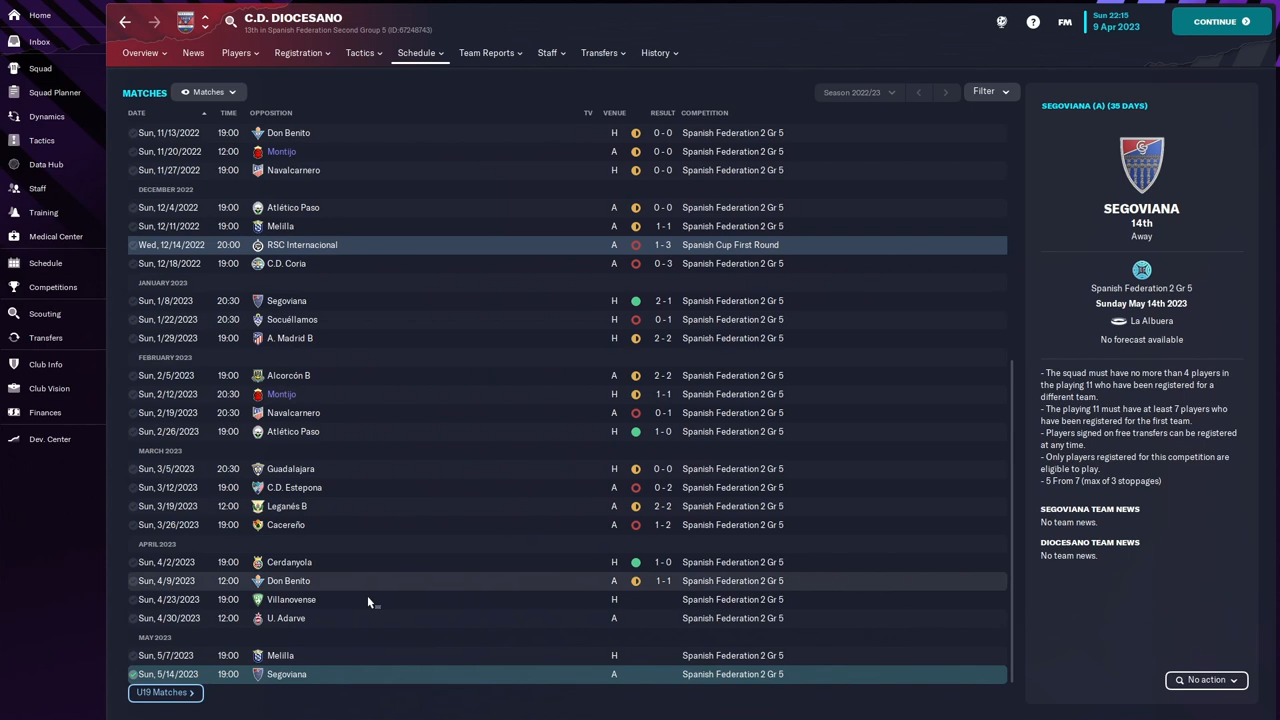 Home
Inbox
Squad
Squad Planner
Dynamics
Tactics
Data Hub
Staff
Training
Medical Center
Schedule
Competitions
Scouting
Transfers
Club Info
Club Vision
Finances
Dev. Center
C.D. DIOCESANO
13th in Spanish Federation Second Group 5 (ID:67248743)
FM
Sun 22:15
9 Apr 2023
CONTINUE
Overview
News
Players
Registration
Tactics
Schedule
Team Reports
Staff
Transfers
History
MATCHES
Matches
Season 2022/23
Filter
DATE TIME OPPOSITION TV VENUE RESULT COMPETITION
Sun, 11/13/2022 19:00 Don Benito H 0 - 0 Spanish Federation 2 Gr 5
Sun, 11/20/2022 12:00 Montijo A 0 - 0 Spanish Federation 2 Gr 5
Sun, 11/27/2022 19:00 Navalcarnero H 0 - 0 Spanish Federation 2 Gr 5
DECEMBER 2022
Sun, 12/4/2022 19:00 Atlético Paso A 0 - 0 Spanish Federation 2 Gr 5
Sun, 12/11/2022 19:00 Melilla A 1 - 1 Spanish Federation 2 Gr 5
Wed, 12/14/2022 20:00 RSC Internacional A 1 - 3 Spanish Cup First Round
Sun, 12/18/2022 19:00 C.D. Coria A 0 - 3 Spanish Federation 2 Gr 5
JANUARY 2023
Sun, 1/8/2023 20:30 Segoviana H 2 - 1 Spanish Federation 2 Gr 5
Sun, 1/22/2023 20:30 Socuéllamos H 0 - 1 Spanish Federation 2 Gr 5
Sun, 1/29/2023 19:00 A. Madrid B H 2 - 2 Spanish Federation 2 Gr 5
FEBRUARY 2023
Sun, 2/5/2023 19:00 Alcorcón B A 2 - 2 Spanish Federation 2 Gr 5
Sun, 2/12/2023 20:30 Montijo H 1 - 1 Spanish Federation 2 Gr 5
Sun, 2/19/2023 20:30 Navalcarnero A 0 - 1 Spanish Federation 2 Gr 5
Sun, 2/26/2023 19:00 Atlético Paso H 1 - 0 Spanish Federation 2 Gr 5
MARCH 2023
Sun, 3/5/2023 20:30 Guadalajara H 0 - 0 Spanish Federation 2 Gr 5
Sun, 3/12/2023 19:00 C.D. Estepona A 0 - 2 Spanish Federation 2 Gr 5
Sun, 3/19/2023 12:00 Leganés B A 2 - 2 Spanish Federation 2 Gr 5
Sun, 3/26/2023 19:00 Cacereño A 1 - 2 Spanish Federation 2 Gr 5
APRIL 2023
Sun, 4/2/2023 19:00 Cerdanyola H 1 - 0 Spanish Federation 2 Gr 5
Sun, 4/9/2023 12:00 Don Benito A 1 - 1 Spanish Federation 2 Gr 5
Sun, 4/23/2023 19:00 Villanovense H Spanish Federation 2 Gr 5
Sun, 4/30/2023 12:00 U. Adarve A Spanish Federation 2 Gr 5
MAY 2023
Sun, 5/7/2023 19:00 Melilla H Spanish Federation 2 Gr 5
Sun, 5/14/2023 19:00 Segoviana A Spanish Federation 2 Gr 5
U19 Matches
SEGOVIANA (A) (35 DAYS)
SEGOVIANA
14th
Away
Spanish Federation 2 Gr 5
Sunday May 14th 2023
La Albuera
No forecast available
- The squad must have no more than 4 players in
the playing 11 who have been registered for a
different team.
- The playing 11 must have at least 7 players who
have been registered for the first team.
- Players signed on free transfers can be registered
at any time.
- Only players registered for this competition are
eligible to play.
- 5 From 7 (max of 3 stoppages)
SEGOVIANA TEAM NEWS
No team news.
DIOCESANO TEAM NEWS
No team news.
No action